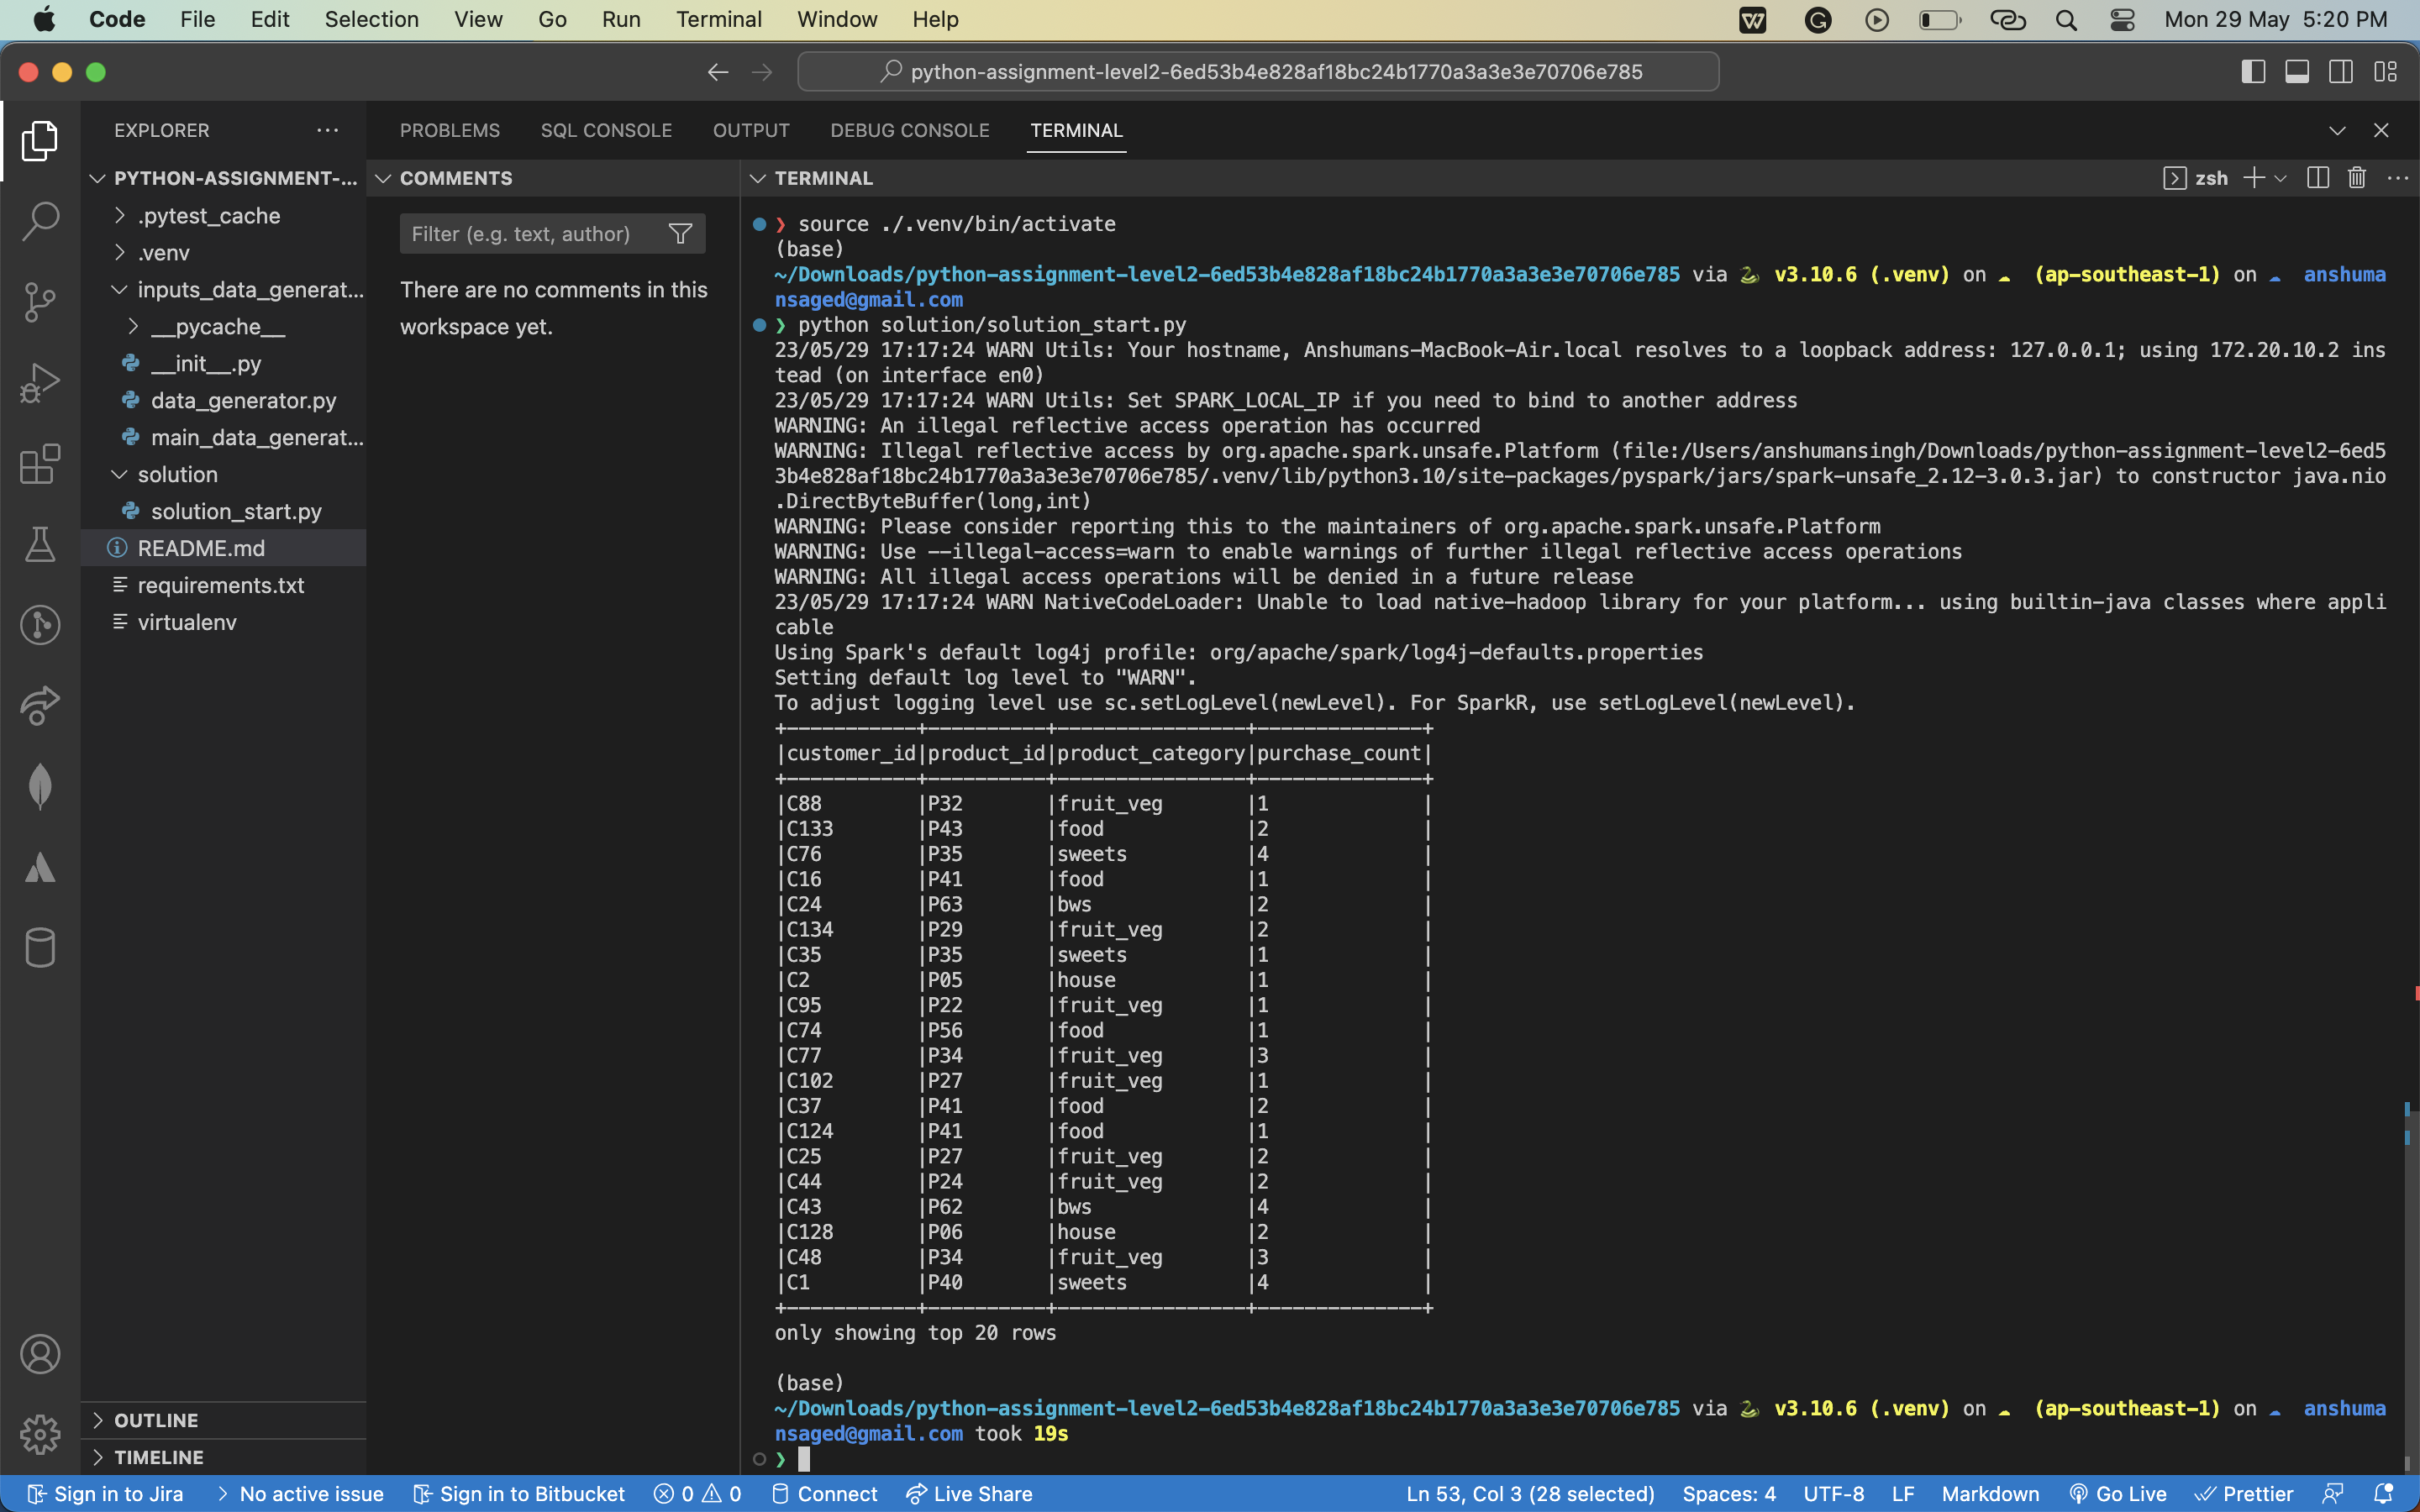 Code File Edit Selection View Go Run Terminal Window Help Mon 29 May 5:20 PM
python-assignment-level2-6ed53b4e828af18bc24b1770a3a3e3e70706e785
EXPLORER
PYTHON-ASSIGNMENT-...
.pytest_cache
.venv
inputs_data_generat...
__pycache__
__init__.py
data_generator.py
main_data_generat...
solution
solution_start.py
README.md
requirements.txt
virtualenv
OUTLINE
TIMELINE
PROBLEMS SQL CONSOLE OUTPUT DEBUG CONSOLE TERMINAL
COMMENTS
Filter (e.g. text, author)
There are no comments in this
workspace yet.
TERMINAL zsh
❯ source ./.venv/bin/activate
(base)
~/Downloads/python-assignment-level2-6ed53b4e828af18bc24b1770a3a3e3e70706e785 via 🐍 v3.10.6 (.venv) on ☁ (ap-southeast-1) on ☁ anshuma
nsaged@gmail.com
❯ python solution/solution_start.py
23/05/29 17:17:24 WARN Utils: Your hostname, Anshumans-MacBook-Air.local resolves to a loopback address: 127.0.0.1; using 172.20.10.2 ins
tead (on interface en0)
23/05/29 17:17:24 WARN Utils: Set SPARK_LOCAL_IP if you need to bind to another address
WARNING: An illegal reflective access operation has occurred
WARNING: Illegal reflective access by org.apache.spark.unsafe.Platform (file:/Users/anshumansingh/Downloads/python-assignment-level2-6ed5
3b4e828af18bc24b1770a3a3e3e70706e785/.venv/lib/python3.10/site-packages/pyspark/jars/spark-unsafe_2.12-3.0.3.jar) to constructor java.nio
.DirectByteBuffer(long,int)
WARNING: Please consider reporting this to the maintainers of org.apache.spark.unsafe.Platform
WARNING: Use --illegal-access=warn to enable warnings of further illegal reflective access operations
WARNING: All illegal access operations will be denied in a future release
23/05/29 17:17:24 WARN NativeCodeLoader: Unable to load native-hadoop library for your platform... using builtin-java classes where appli
cable
Using Spark's default log4j profile: org/apache/spark/log4j-defaults.properties
Setting default log level to "WARN".
To adjust logging level use sc.setLogLevel(newLevel). For SparkR, use setLogLevel(newLevel).
+-----------+----------+----------------+--------------+
|customer_id|product_id|product_category|purchase_count|
+-----------+----------+----------------+--------------+
|C88        |P32       |fruit_veg       |1             |
|C133       |P43       |food            |2             |
|C76        |P35       |sweets          |4             |
|C16        |P41       |food            |1             |
|C24        |P63       |bws             |2             |
|C134       |P29       |fruit_veg       |2             |
|C35        |P35       |sweets          |1             |
|C2         |P05       |house           |1             |
|C95        |P22       |fruit_veg       |1             |
|C74        |P56       |food            |1             |
|C77        |P34       |fruit_veg       |3             |
|C102       |P27       |fruit_veg       |1             |
|C37        |P41       |food            |2             |
|C124       |P41       |food            |1             |
|C25        |P27       |fruit_veg       |2             |
|C44        |P24       |fruit_veg       |2             |
|C43        |P62       |bws             |4             |
|C128       |P06       |house           |2             |
|C48        |P34       |fruit_veg       |3             |
|C1         |P40       |sweets          |4             |
+-----------+----------+----------------+--------------+
only showing top 20 rows
(base)
~/Downloads/python-assignment-level2-6ed53b4e828af18bc24b1770a3a3e3e70706e785 via 🐍 v3.10.6 (.venv) on ☁ (ap-southeast-1) on ☁ anshuma
nsaged@gmail.com took 19s
❯
Sign in to Jira No active issue Sign in to Bitbucket 0 0 Connect Live Share Ln 53, Col 3 (28 selected) Spaces: 4 UTF-8 LF Markdown Go Live Prettier